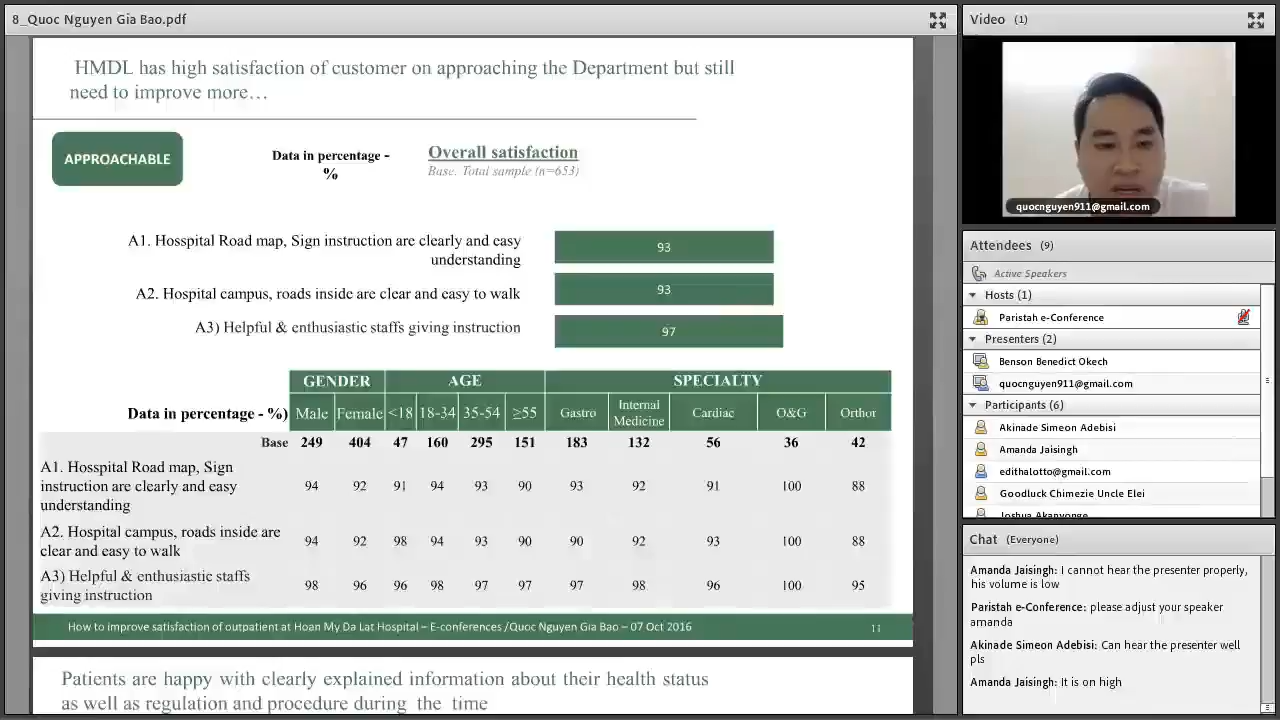 8_Quoc Nguyen Gia Bao.pdf
HMDL has high satisfaction of customer on approaching the Department but still
need to improve more…
APPROACHABLE
Data in percentage -
%
Overall satisfaction
Base. Total sample (n=653)
A1. Hosspital Road map, Sign instruction are clearly and easy
understanding
93
A2. Hospital campus, roads inside are clear and easy to walk
93
A3) Helpful & enthusiastic staffs giving instruction
97
GENDER AGE SPECIALTY
Data in percentage - %) Male Female <18 18-34 35-54 ≥55 Gastro Internal Medicine Cardiac O&G Orthor
Base 249 404 47 160 295 151 183 132 56 36 42
A1. Hosspital Road map, Sign
instruction are clearly and easy 94 92 91 94 93 90 93 92 91 100 88
understanding
A2. Hospital campus, roads inside are
clear and easy to walk 94 92 98 94 93 90 90 92 93 100 88
A3) Helpful & enthusiastic staffs
giving instruction 98 96 96 98 97 97 97 98 96 100 95
How to improve satisfaction of outpatient at Hoan My Da Lat Hospital – E-conferences /Quoc Nguyen Gia Bao – 07 Oct 2016 11
Patients are happy with clearly explained information about their health status
as well as regulation and procedure during the time
Video (1)
quocnguyen911@gmail.com
Attendees (9)
Active Speakers
Hosts (1)
Paristah e-Conference
Presenters (2)
Benson Benedict Okech
quocnguyen911@gmail.com
Participants (6)
Akinade Simeon Adebisi
Amanda Jaisingh
edithalotto@gmail.com
Goodluck Chimezie Uncle Elei
Joshua Akanyonge
Chat (Everyone)
Amanda Jaisingh: I cannot hear the presenter properly,
his volume is low
Paristah e-Conference: please adjust your speaker
amanda
Akinade Simeon Adebisi: Can hear the presenter well
pls
Amanda Jaisingh: it is on high